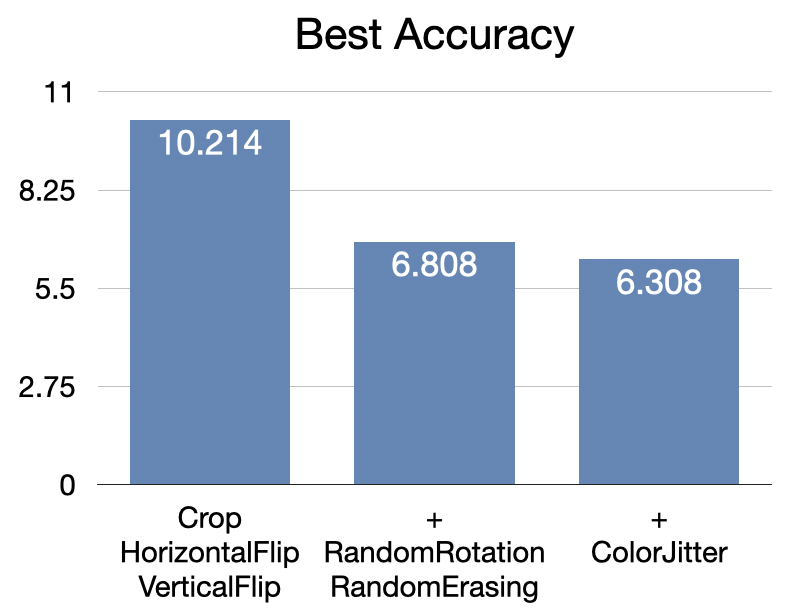 Best Accuracy
11
8.25
5.5
2.75
0
10.214
6.808
6.308
Crop
HorizontalFlip
VerticalFlip
+
RandomRotation
RandomErasing
+
ColorJitter